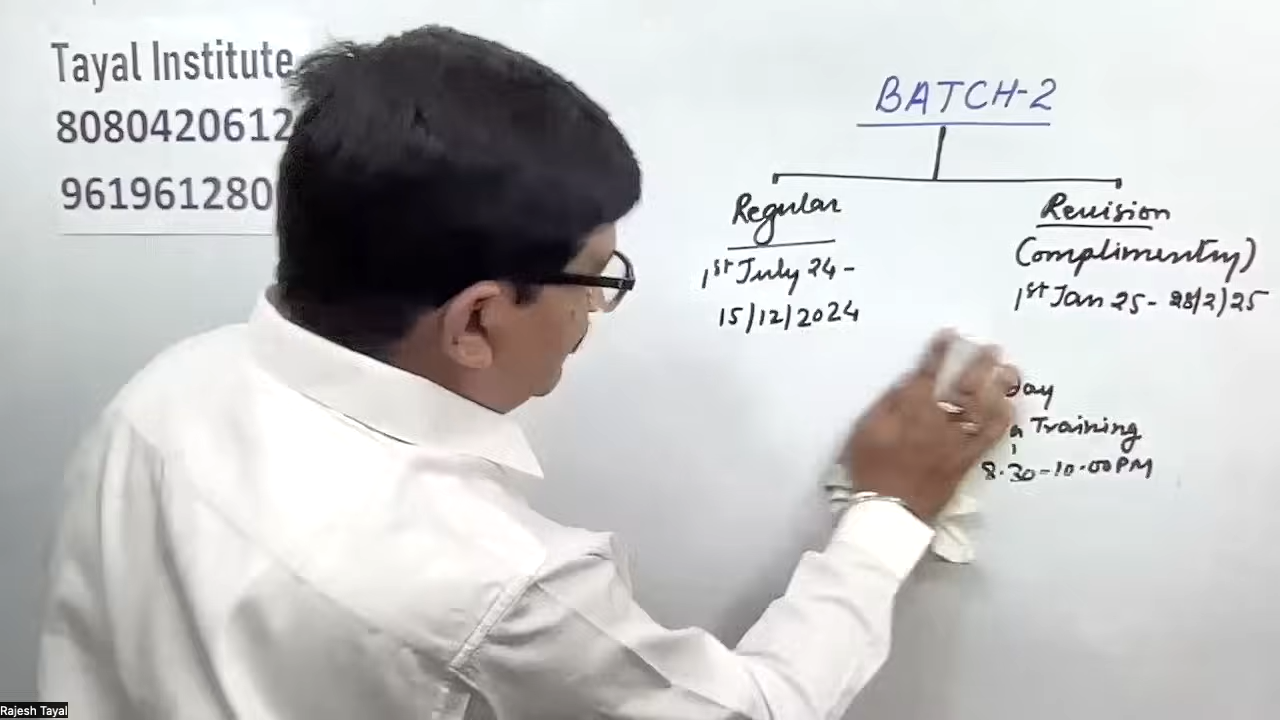 Tayal Institute
8080420612
961961280
BATCH-2
Regular
1st July 24 -
15/12/2024
Revision
(Complimentry)
1st Jan 25 - 28/2/25
Training
8.30-10.00PM
Rajesh Tayal